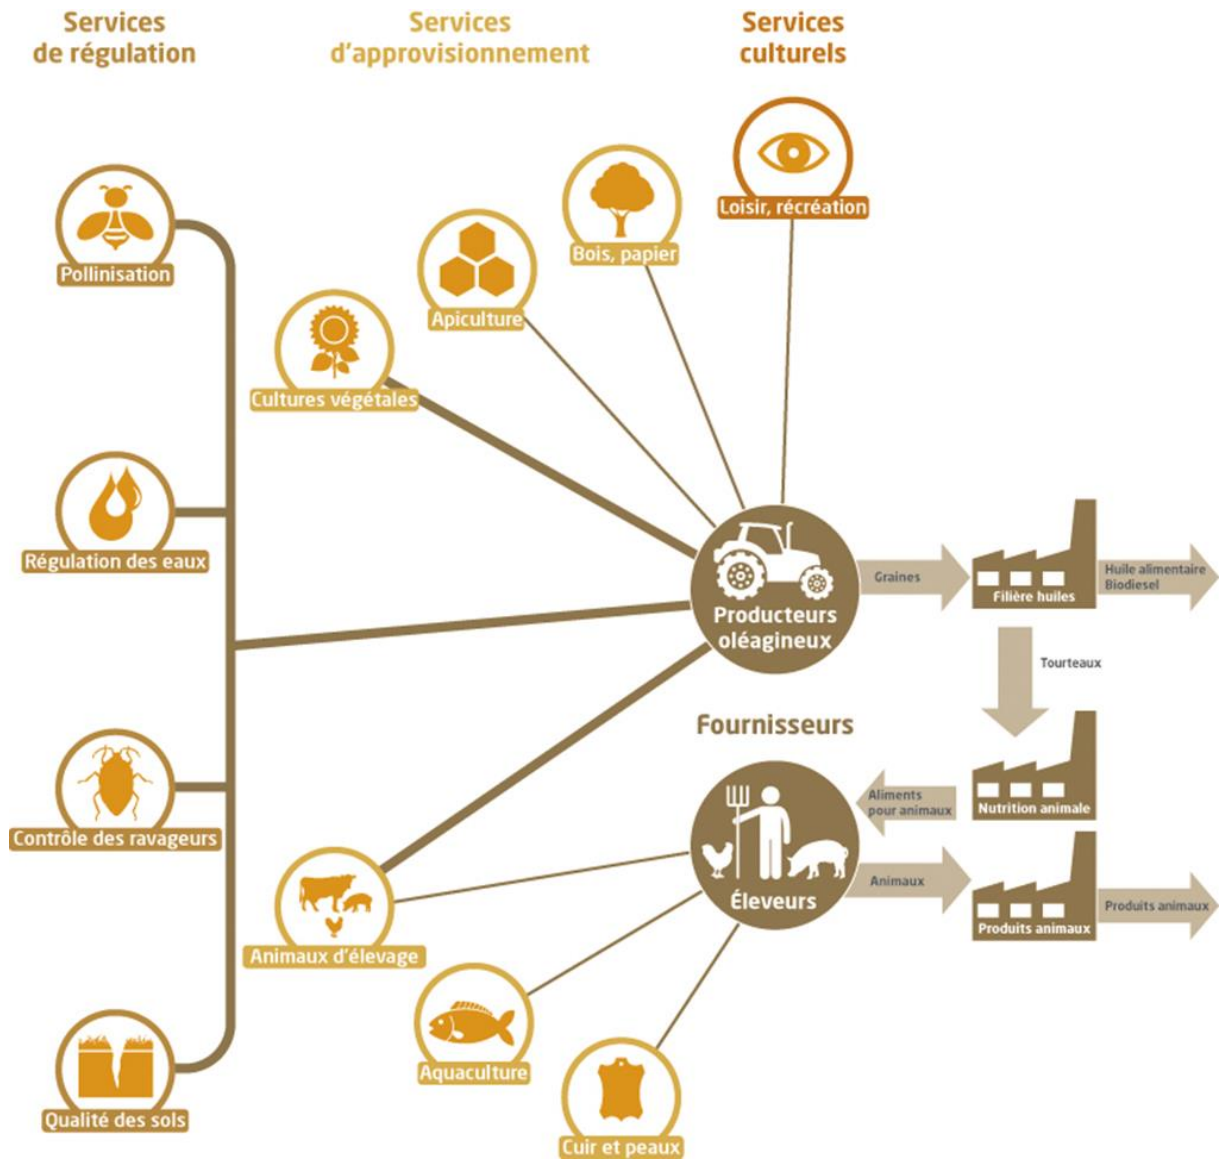 Services
de régulation
Services
d'approvisionnement
Services
culturels
Loisir, récréation
Bois, papier
Pollinisation
Apiculture
Cultures végétales
Régulation des eaux
Graines
Filière huiles
Huile alimentaire
Biodiesel
Producteurs
oléagineux
Tourteaux
Fournisseurs
Aliments
pour animaux
Nutrition animale
Contrôle des ravageurs
Éleveurs
Animaux
Produits animaux
Produits animaux
Animaux d'élevage
Aquaculture
Qualité des sols
Cuir et peaux